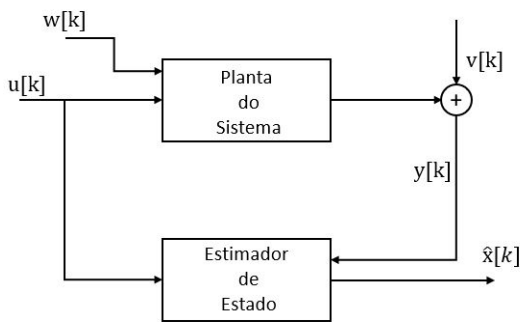 w[k]
u[k]
Planta
do
Sistema
v[k]
+
y[k]
Estimador
de
Estado
x̂[k]